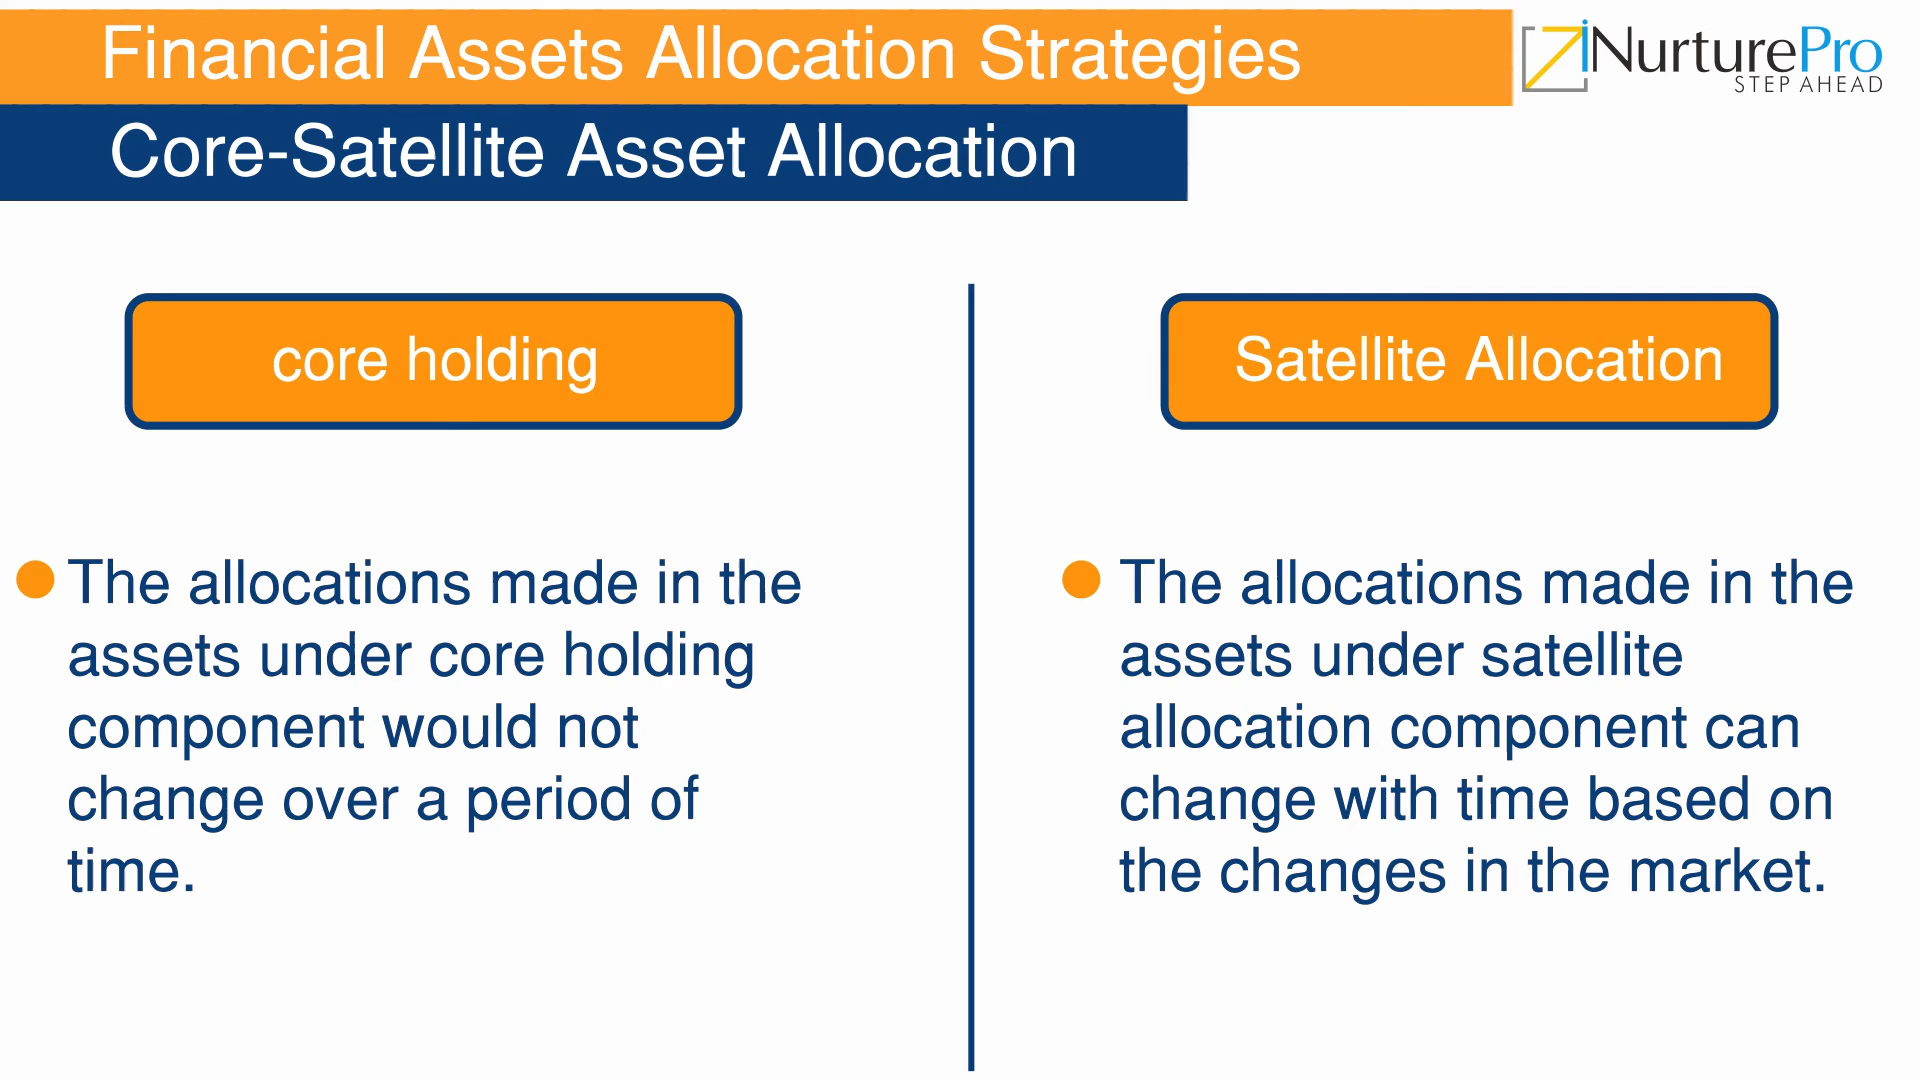 Financial Assets Allocation Strategies
iNurturePro
STEP AHEAD
Core-Satellite Asset Allocation
core holding
The allocations made in the
assets under core holding
component would not
change over a period of
time.
Satellite Allocation
The allocations made in the
assets under satellite
allocation component can
change with time based on
the changes in the market.